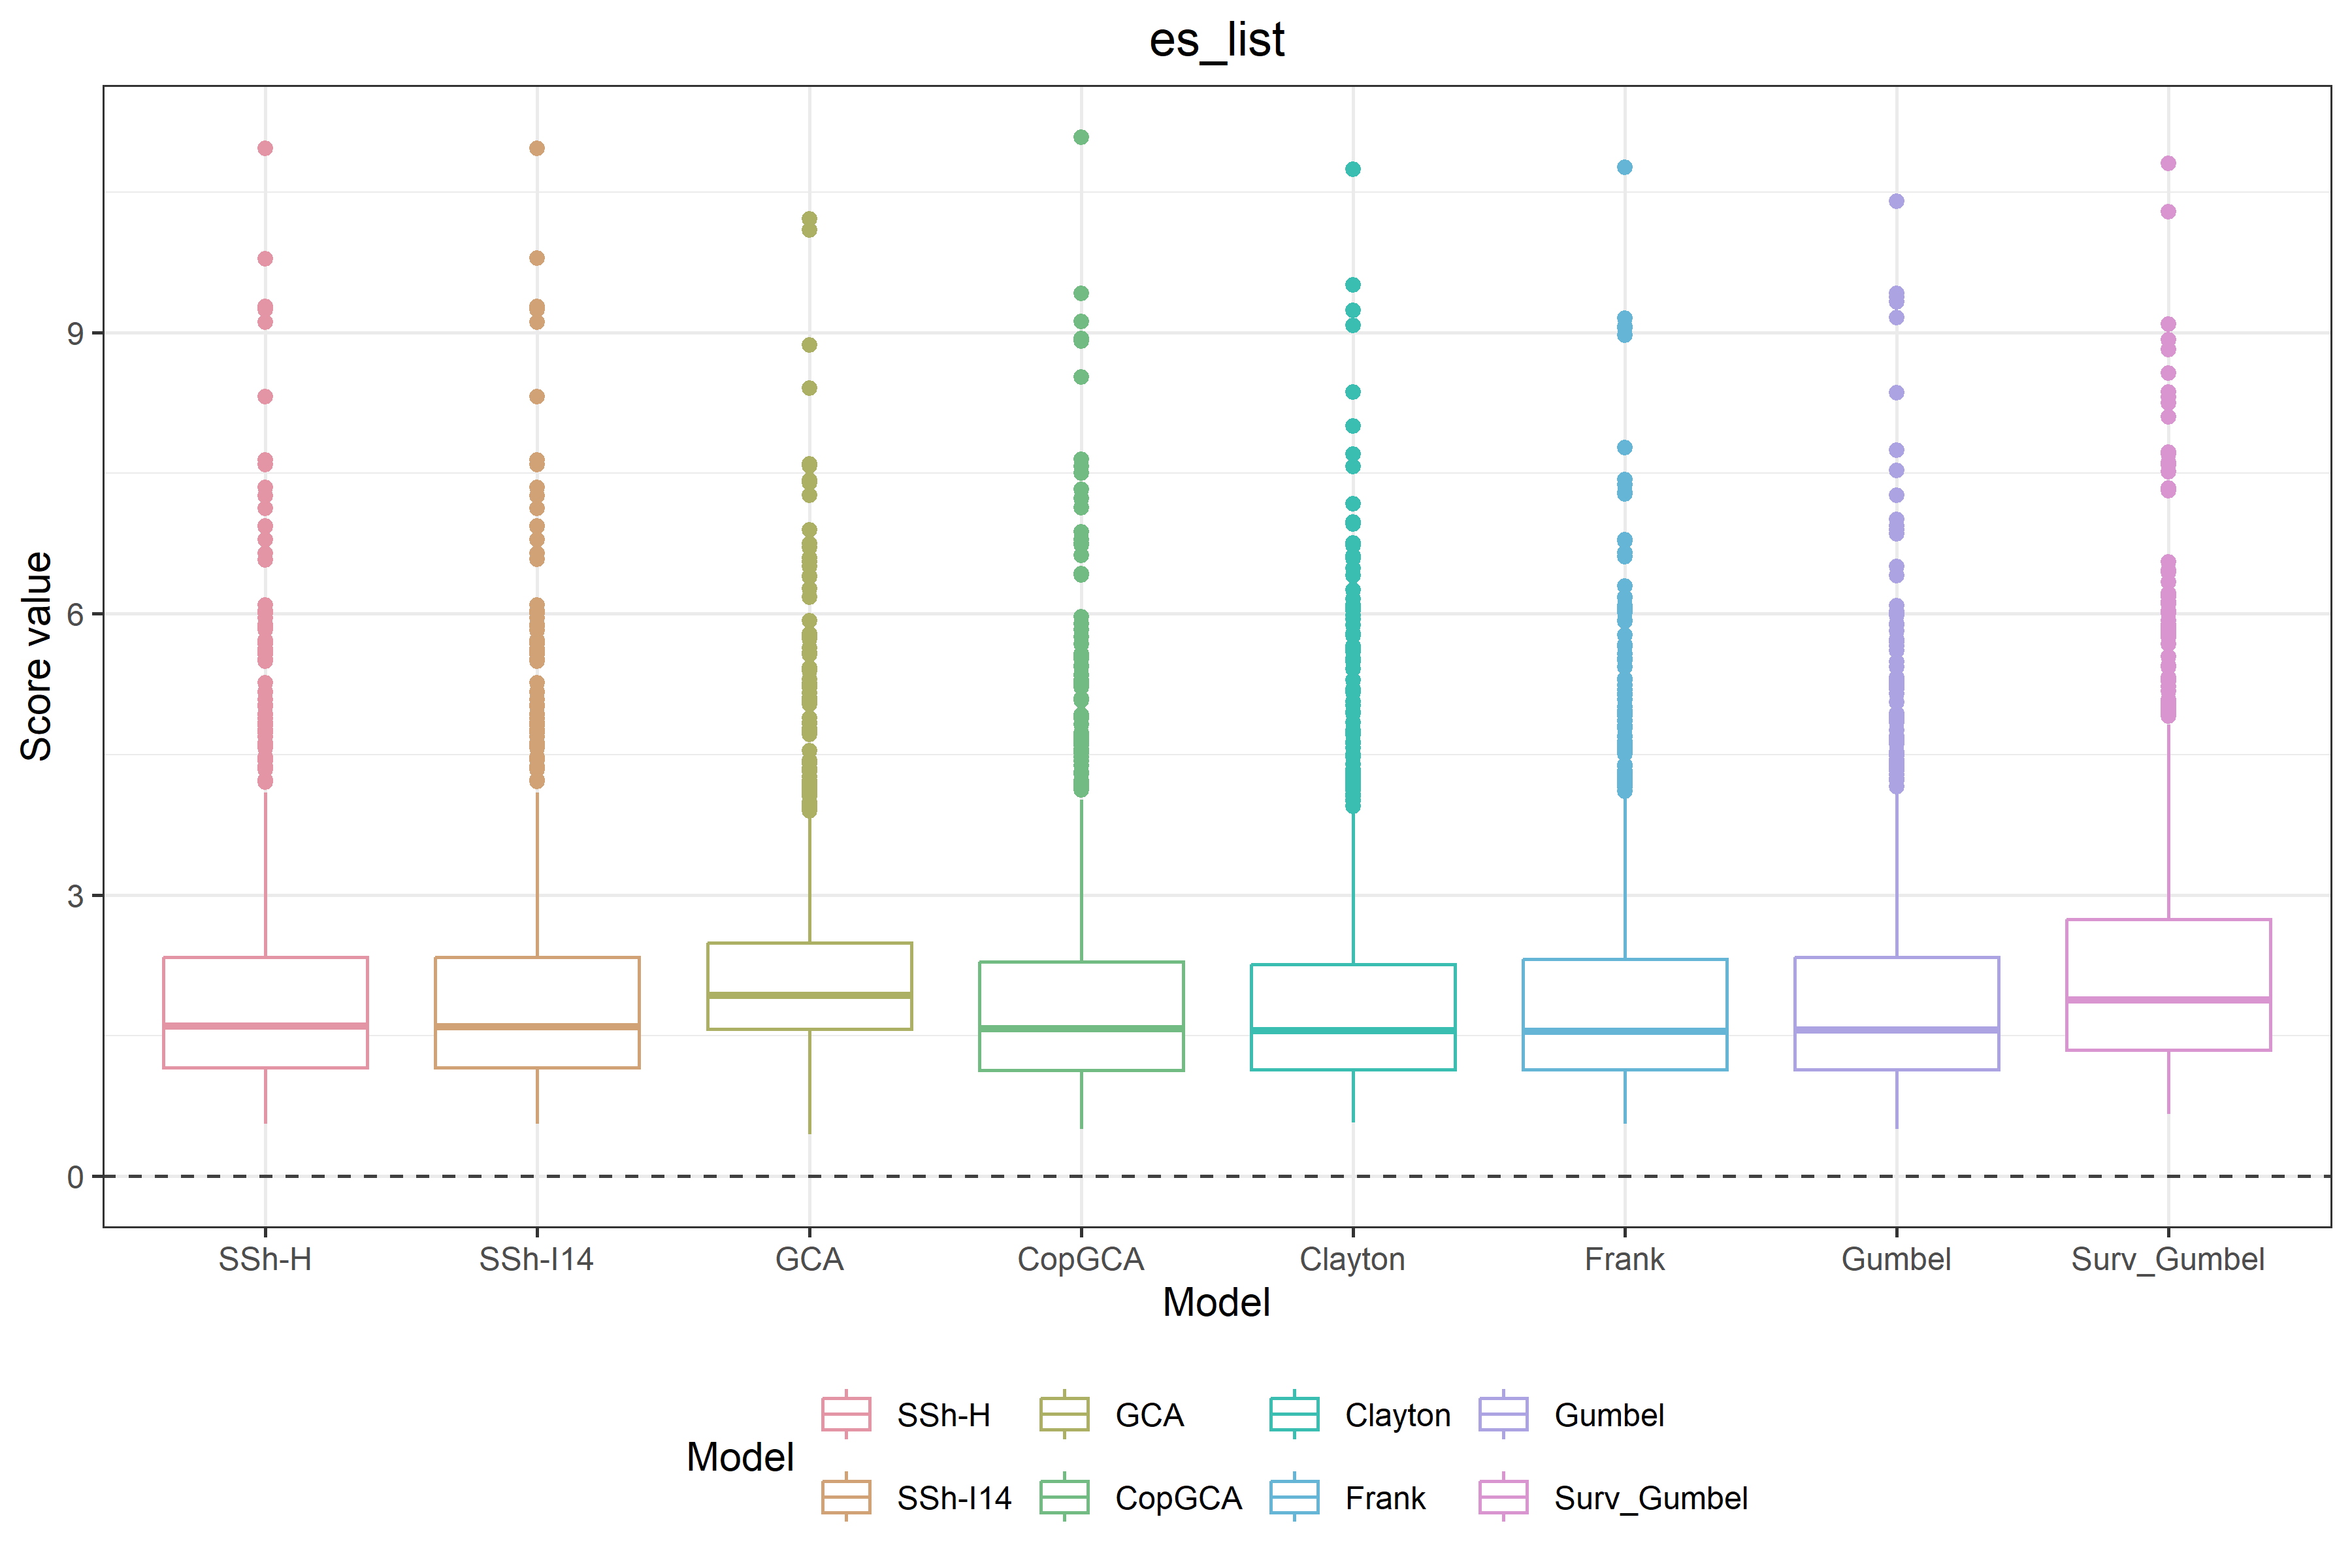 es_list
Score value
9
6
3
0
SSh-H SSh-I14 GCA CopGCA Clayton Frank Gumbel Surv_Gumbel
Model
Model
SSh-H GCA Clayton Gumbel
SSh-I14 CopGCA Frank Surv_Gumbel